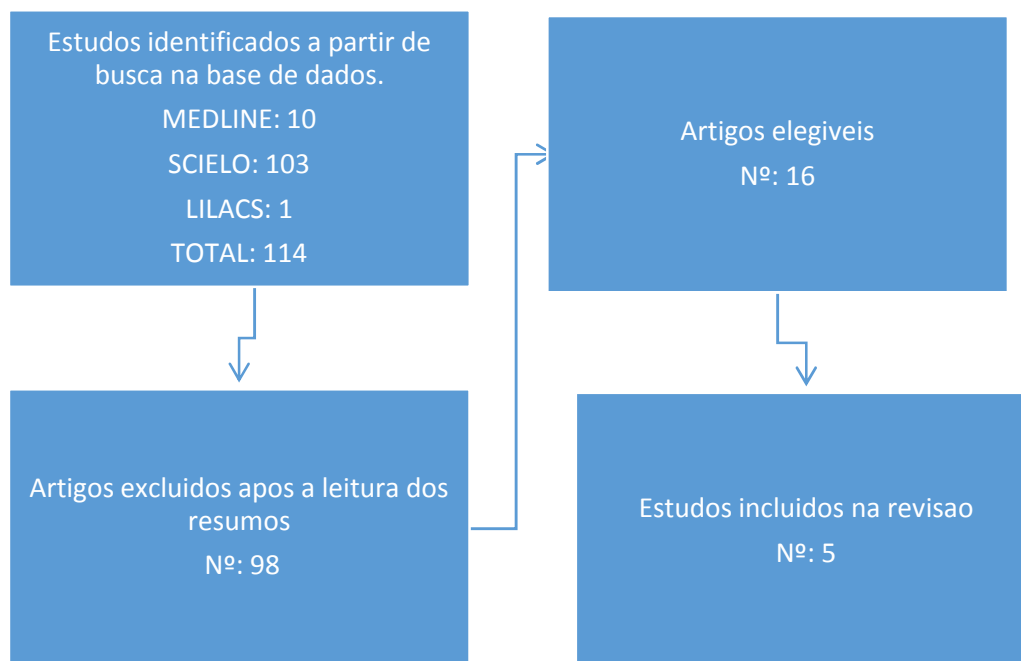 Estudos identificados a partir de
busca na base de dados.
MEDLINE: 10
SCIELO: 103
LILACS: 1
TOTAL: 114
Artigos excluidos apos a leitura dos
resumos
Nº: 98
Artigos elegiveis
Nº: 16
Estudos incluidos na revisao
Nº: 5